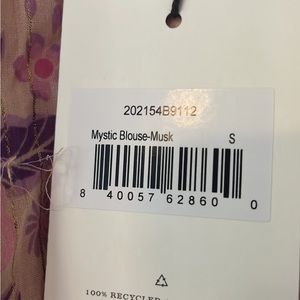 202154B9112
Mystic Blouse-Musk S
8 40057 62860 0
100% RECYCLED